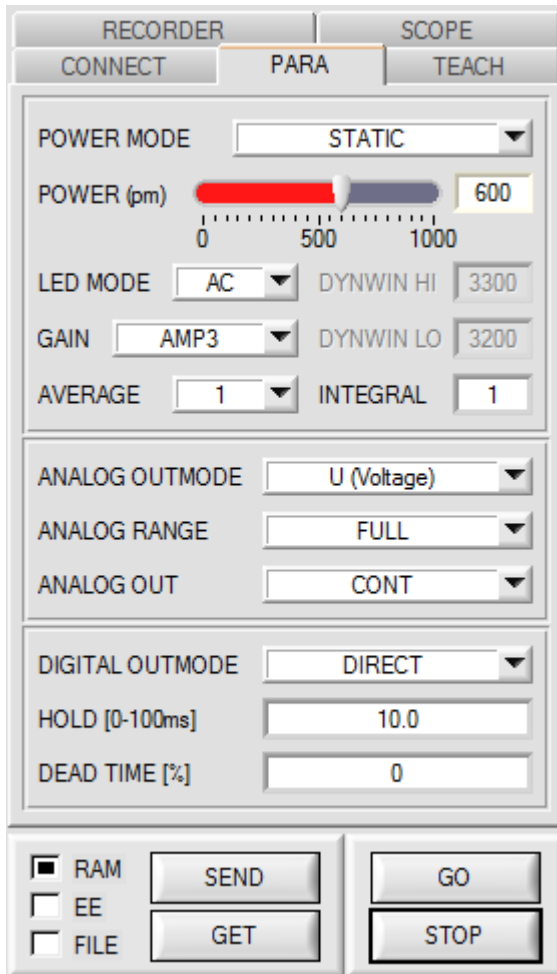 RECORDER SCOPE
CONNECT PARA TEACH
POWER MODE STATIC
POWER (pm) 600
0 500 1000
LED MODE AC DYNWIN HI 3300
GAIN AMP3 DYNWIN LO 3200
AVERAGE 1 INTEGRAL 1
ANALOG OUTMODE U (Voltage)
ANALOG RANGE FULL
ANALOG OUT CONT
DIGITAL OUTMODE DIRECT
HOLD [0-100ms] 10.0
DEAD TIME [%] 0
RAM SEND GO
EE
FILE GET STOP